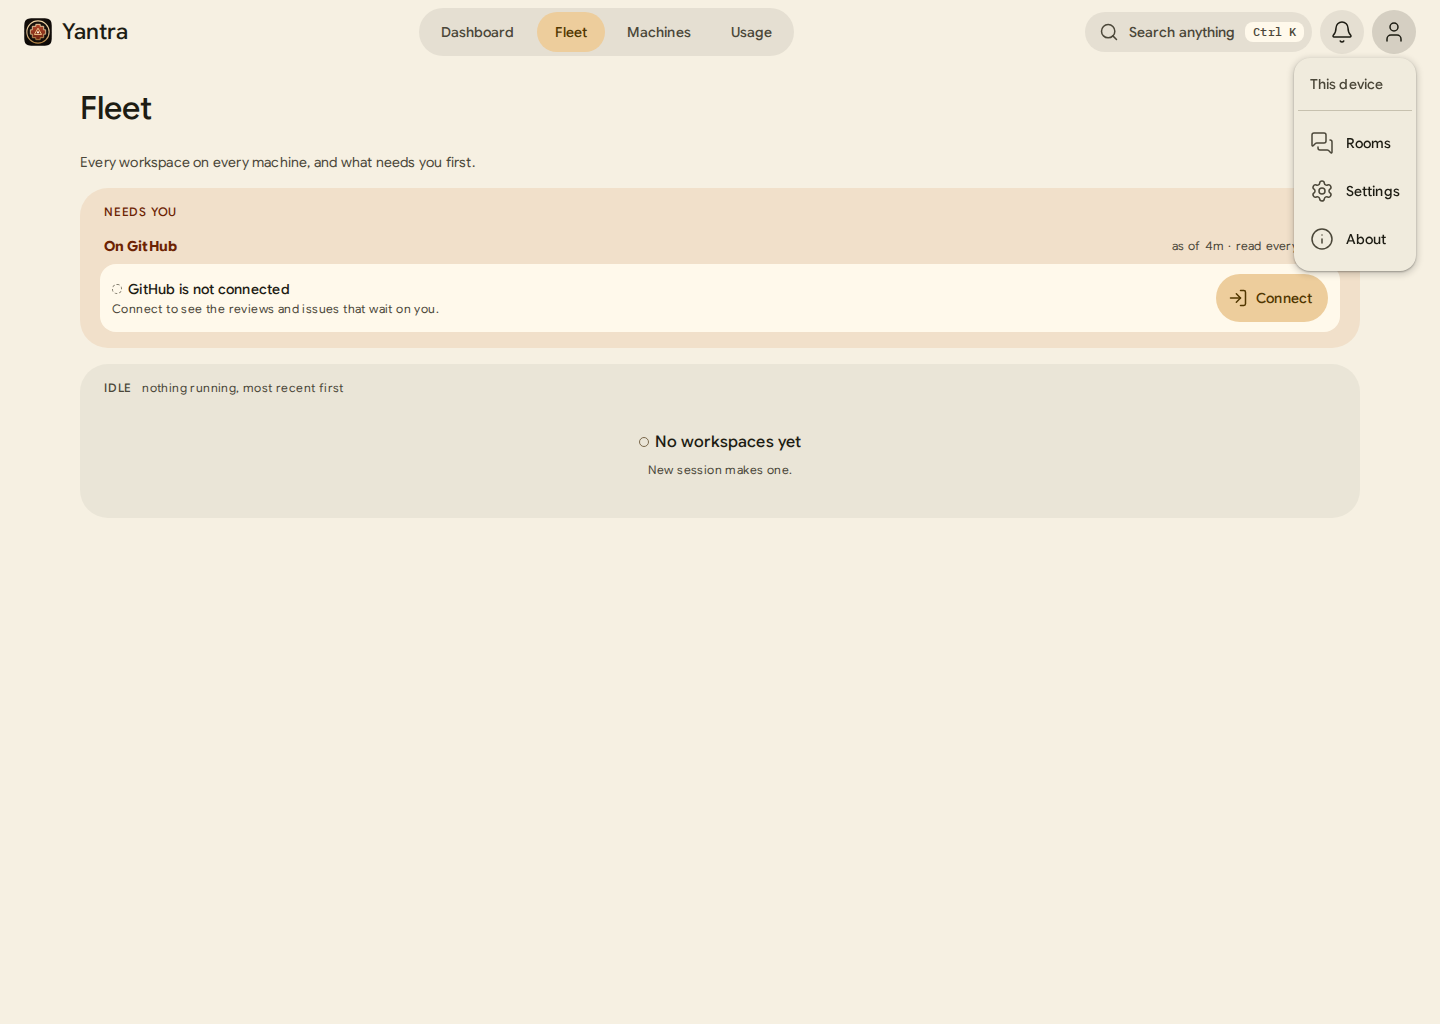 Yantra
Dashboard
Fleet
Machines
Usage
Search anything
Ctrl K
This device
Rooms
Settings
About
Fleet
Every workspace on every machine, and what needs you first.
NEEDS YOU
On GitHub
as of 4m · read every
GitHub is not connected
Connect to see the reviews and issues that wait on you.
Connect
IDLE nothing running, most recent first
No workspaces yet
New session makes one.